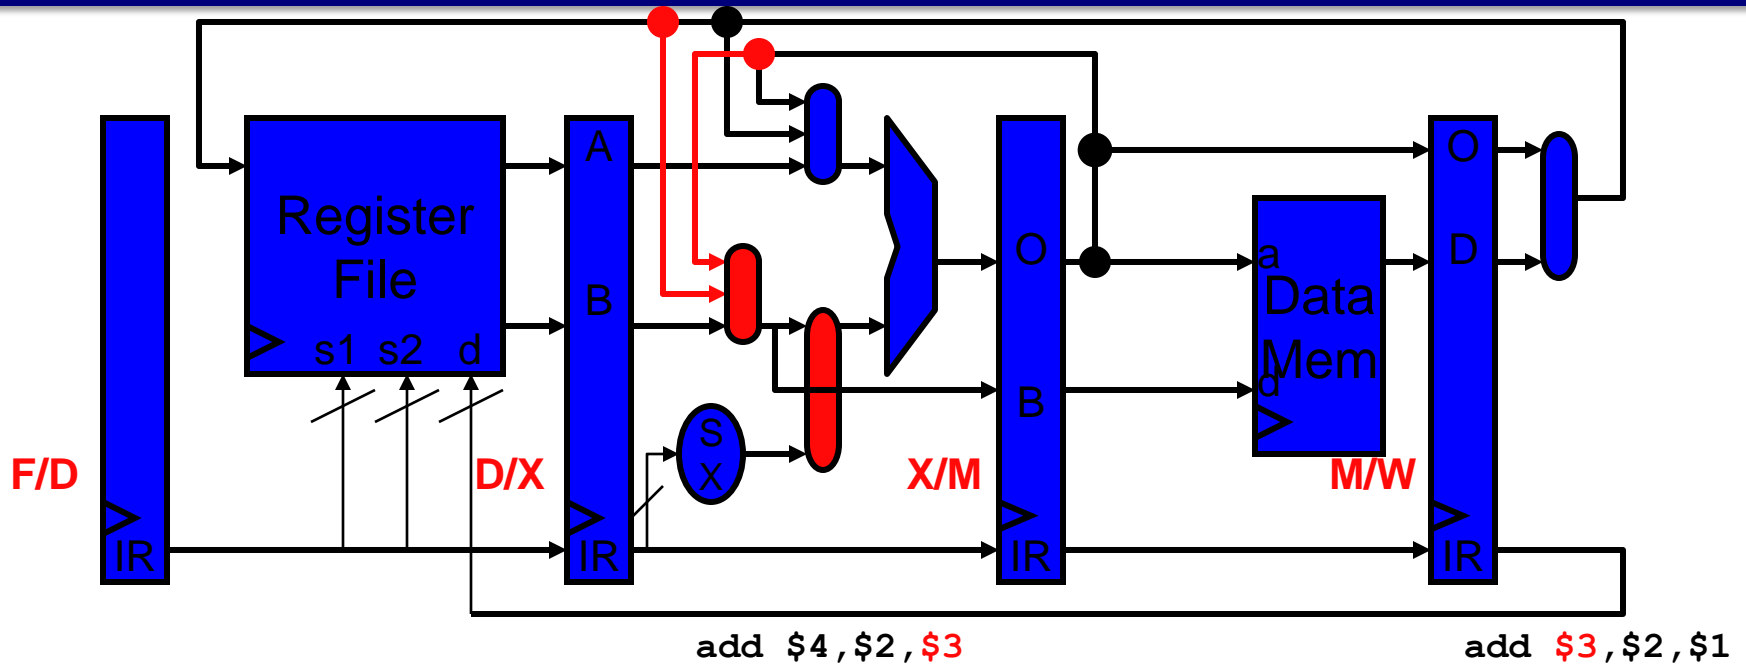 A
O
Register
File
O
D
B
a
Data
Mem
s1 s2 d
d
B
S
X
F/D
D/X
X/M
M/W
IR
IR
IR
IR
add $4,$2,$3
add $3,$2,$1